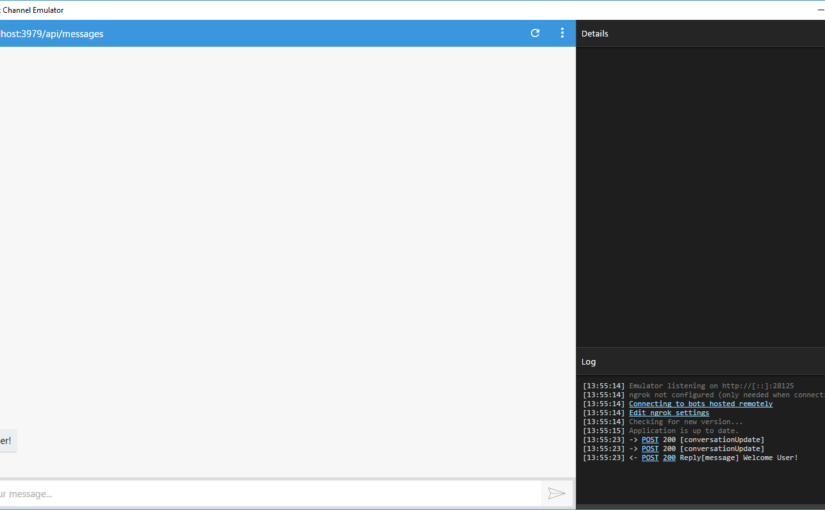 Channel Emulator
host:3979/api/messages
Details
er!
ur message...
Log
[13:55:14] Emulator listening on http://[::]:28125
[13:55:14] ngrok not configured (only needed when connecti
[13:55:14] Connecting to bots hosted remotely
[13:55:14] Edit ngrok settings
[13:55:14] Checking for new version...
[13:55:15] Application is up to date.
[13:55:23] -> POST 200 [conversationUpdate]
[13:55:23] -> POST 200 [conversationUpdate]
[13:55:23] <- POST 200 Reply[message] Welcome User!